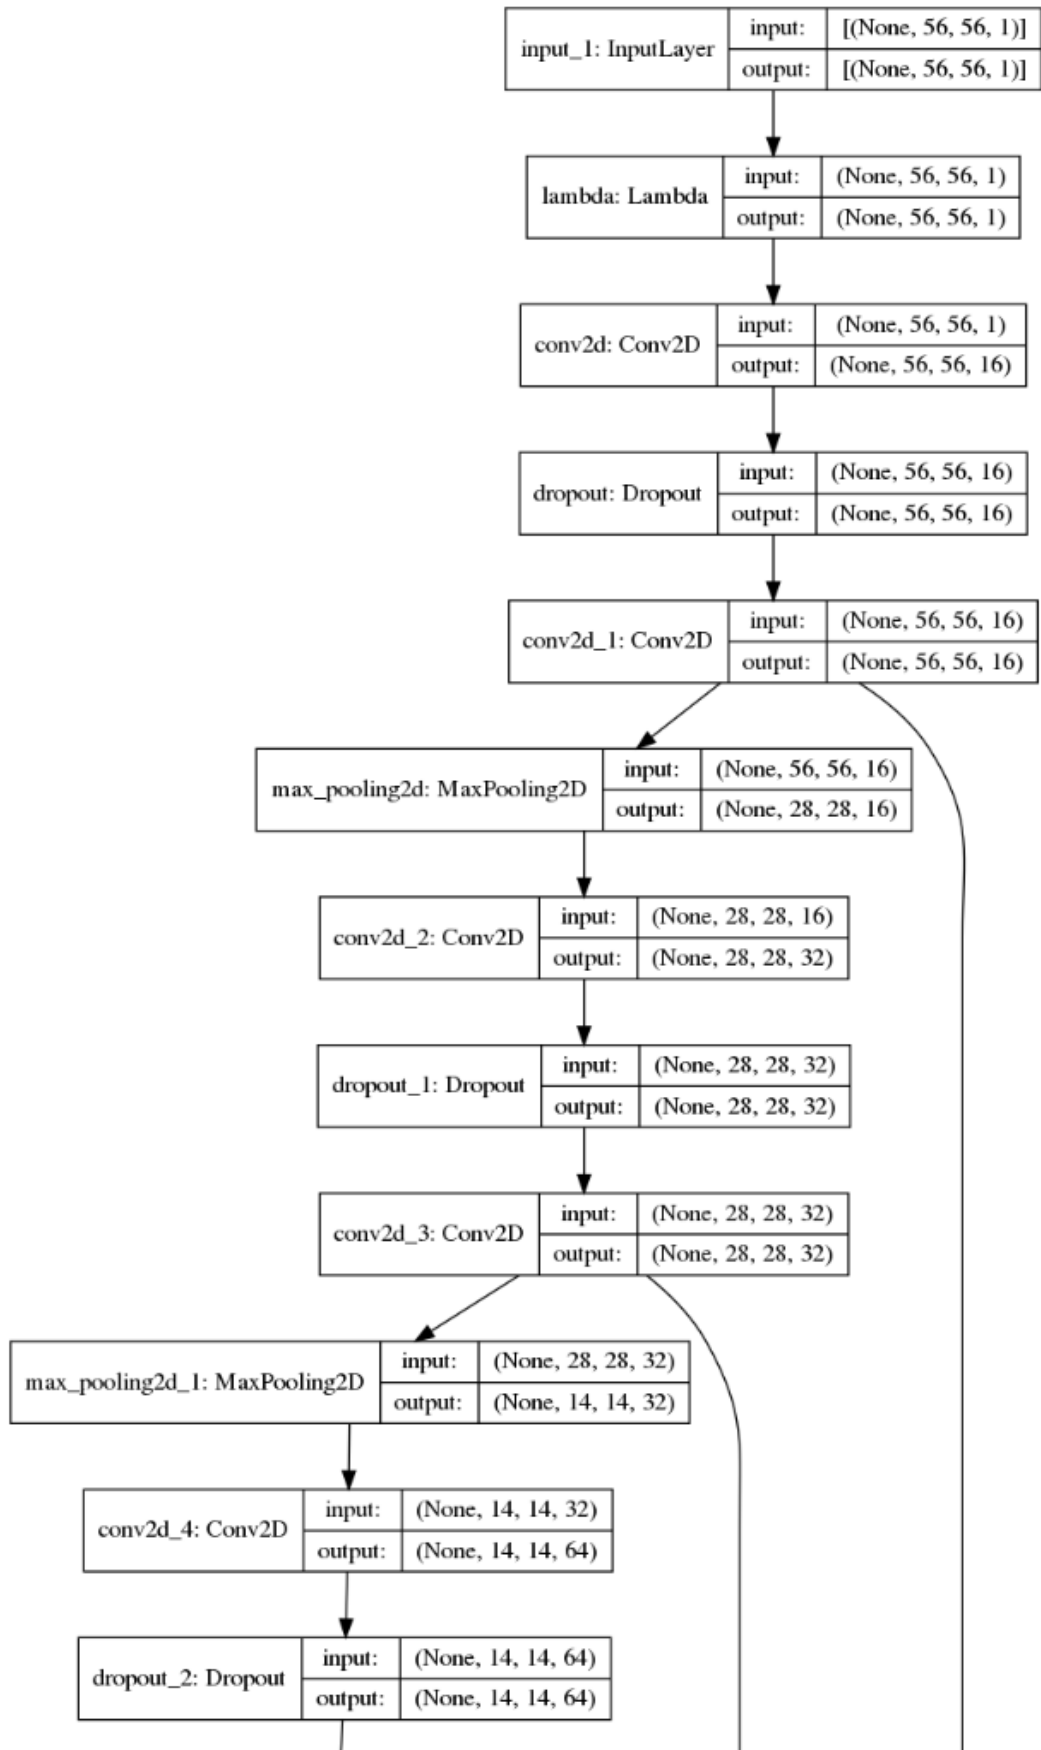 input_1: InputLayer
input: [(None, 56, 56, 1)]
output: [(None, 56, 56, 1)]
lambda: Lambda
input: (None, 56, 56, 1)
output: (None, 56, 56, 1)
conv2d: Conv2D
input: (None, 56, 56, 1)
output: (None, 56, 56, 16)
dropout: Dropout
input: (None, 56, 56, 16)
output: (None, 56, 56, 16)
conv2d_1: Conv2D
input: (None, 56, 56, 16)
output: (None, 56, 56, 16)
max_pooling2d: MaxPooling2D
input: (None, 56, 56, 16)
output: (None, 28, 28, 16)
conv2d_2: Conv2D
input: (None, 28, 28, 16)
output: (None, 28, 28, 32)
dropout_1: Dropout
input: (None, 28, 28, 32)
output: (None, 28, 28, 32)
conv2d_3: Conv2D
input: (None, 28, 28, 32)
output: (None, 28, 28, 32)
max_pooling2d_1: MaxPooling2D
input: (None, 28, 28, 32)
output: (None, 14, 14, 32)
conv2d_4: Conv2D
input: (None, 14, 14, 32)
output: (None, 14, 14, 64)
dropout_2: Dropout
input: (None, 14, 14, 64)
output: (None, 14, 14, 64)